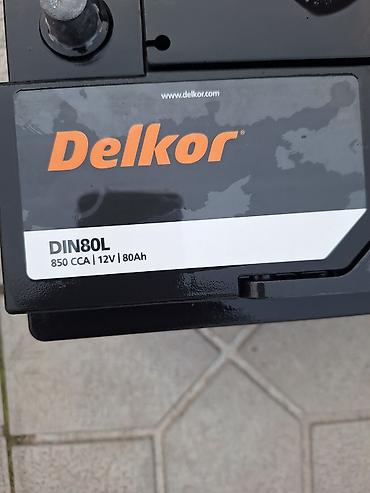 www.delkor.com
Delkor
DIN80L
850 CCA | 12V | 80Ah